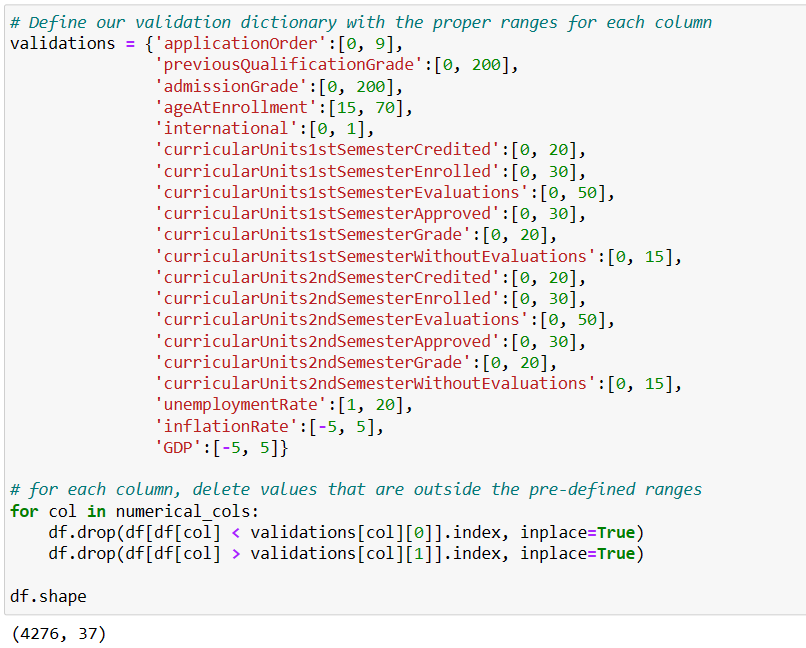 # Define our validation dictionary with the proper ranges for each column
validations = {'applicationOrder':[0, 9],
               'previousQualificationGrade':[0, 200],
               'admissionGrade':[0, 200],
               'ageAtEnrollment':[15, 70],
               'international':[0, 1],
               'curricularUnits1stSemesterCredited':[0, 20],
               'curricularUnits1stSemesterEnrolled':[0, 30],
               'curricularUnits1stSemesterEvaluations':[0, 50],
               'curricularUnits1stSemesterApproved':[0, 30],
               'curricularUnits1stSemesterGrade':[0, 20],
               'curricularUnits1stSemesterWithoutEvaluations':[0, 15],
               'curricularUnits2ndSemesterCredited':[0, 20],
               'curricularUnits2ndSemesterEnrolled':[0, 30],
               'curricularUnits2ndSemesterEvaluations':[0, 50],
               'curricularUnits2ndSemesterApproved':[0, 30],
               'curricularUnits2ndSemesterGrade':[0, 20],
               'curricularUnits2ndSemesterWithoutEvaluations':[0, 15],
               'unemploymentRate':[1, 20],
               'inflationRate':[-5, 5],
               'GDP':[-5, 5]}

# for each column, delete values that are outside the pre-defined ranges
for col in numerical_cols:
    df.drop(df[df[col] < validations[col][0]].index, inplace=True)
    df.drop(df[df[col] > validations[col][1]].index, inplace=True)

df.shape
(4276, 37)